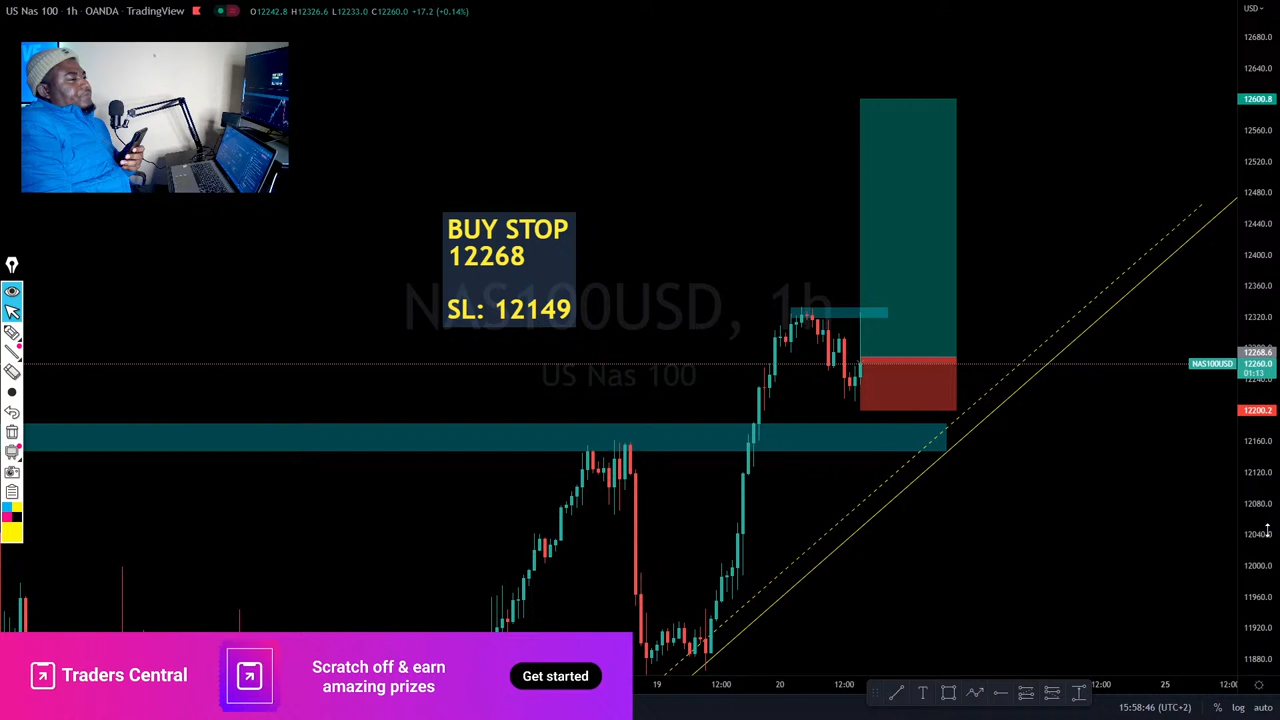 US Nas 100 · 1h · OANDA · TradingView
O12242.8 H12326.6 L12233.0 C12260.0 +17.2 (+0.14%)
USD
12680.0
12640.0
12600.8
12560.0
12520.0
12480.0
12440.0
12400.0
12360.0
12320.0
12268.6
NAS100USD
12260.0
01:13
12240.0
12200.2
12160.0
12120.0
12080.0
12040.0
12000.0
11960.0
11920.0
11880.0
BUY STOP
12268
SL: 12149
NAS100USD, 1h
US Nas 100
Traders Central
Scratch off & earn
amazing prizes
Get started
19
12:00
20
12:00
12:00
25
15:58:46 (UTC+2)
%
log
auto